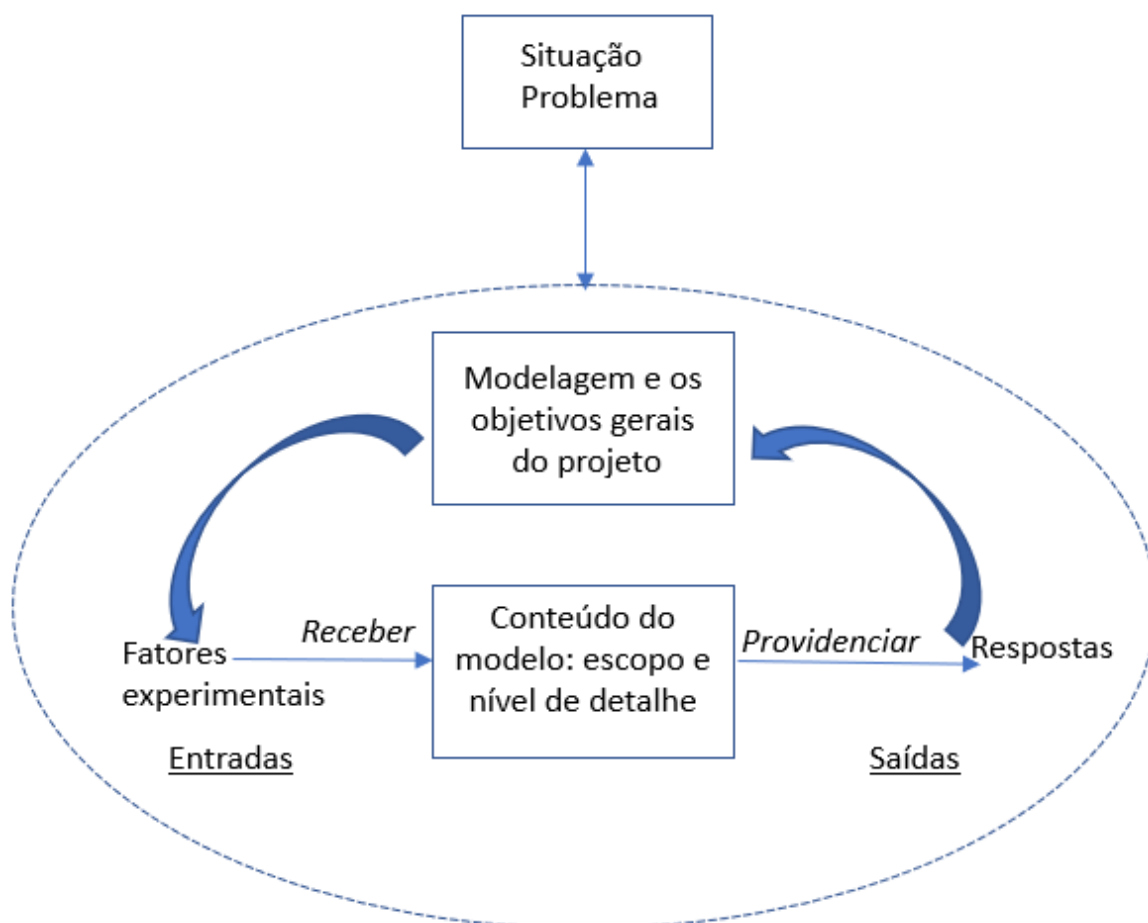 Situação
Problema
Modelagem e os
objetivos gerais
do projeto
Receber
Conteúdo do
modelo: escopo e
nível de detalhe
Providenciar
Fatores
experimentais
Respostas
Entradas
Saídas